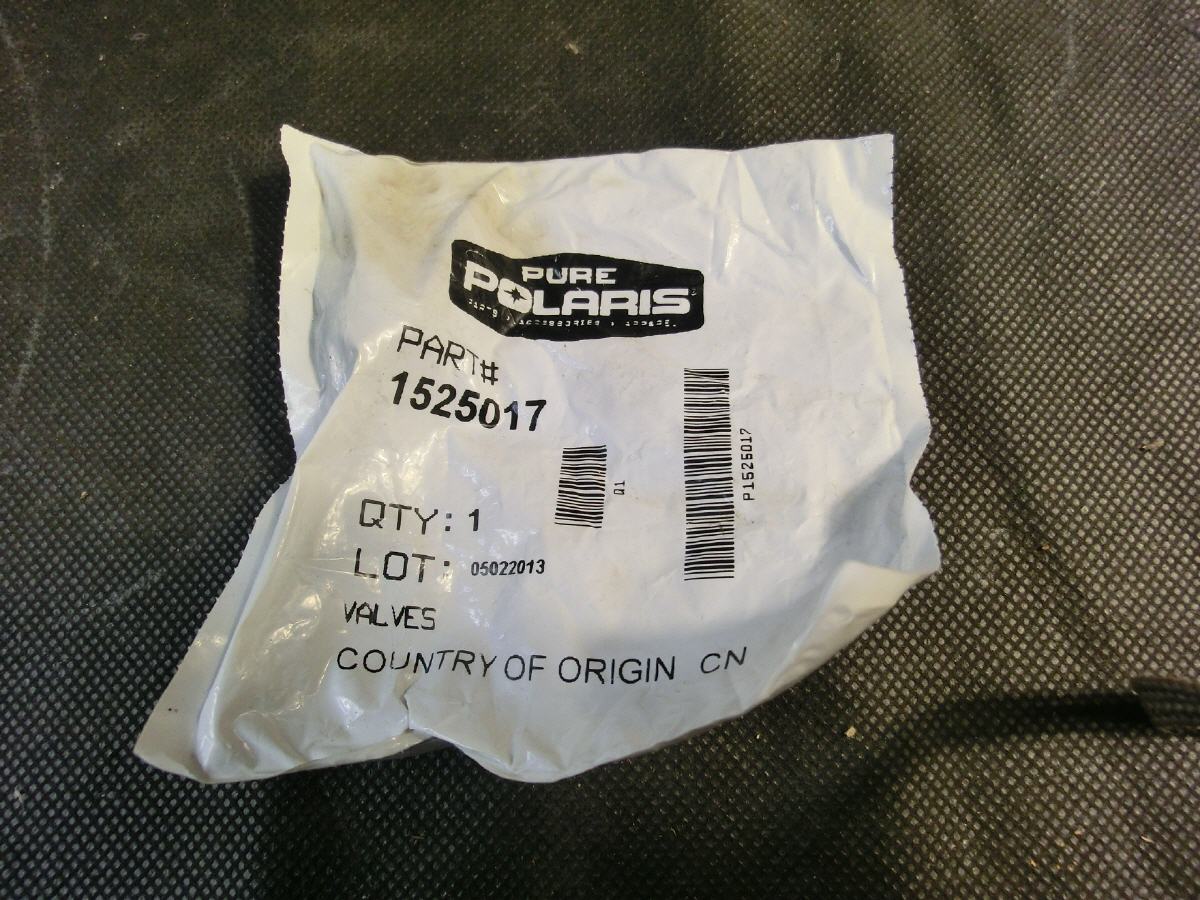 PURE
POLARIS
PART#
1525017
Q1
P1525017
QTY: 1
LOT: 05022013
VALVES
COUNTRY OF ORIGIN CN